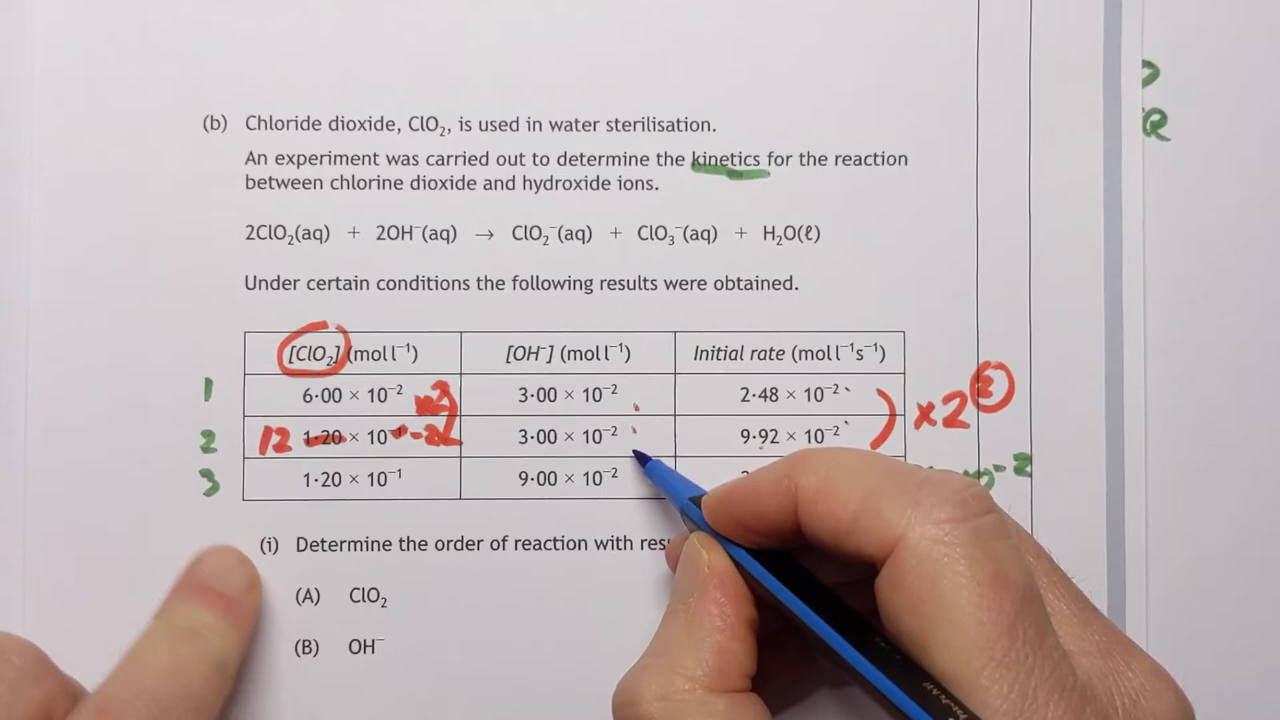 (b) Chloride dioxide, ClO₂, is used in water sterilisation.
An experiment was carried out to determine the kinetics for the reaction
between chlorine dioxide and hydroxide ions.
2ClO₂(aq) + 2OH⁻(aq) → ClO₂⁻(aq) + ClO₃⁻(aq) + H₂O(ℓ)
Under certain conditions the following results were obtained.
[ClO₂] (mol l⁻¹) [OH⁻] (mol l⁻¹) Initial rate (mol l⁻¹ s⁻¹)
1 6·00 × 10⁻² 3·00 × 10⁻² 2·48 × 10⁻² ×2²
2 12 1·20 × 10⁻¹ -2 3·00 × 10⁻² 9·92 × 10⁻²
3 1·20 × 10⁻¹ 9·00 × 10⁻²
(i) Determine the order of reaction with
(A) ClO₂
(B) OH⁻